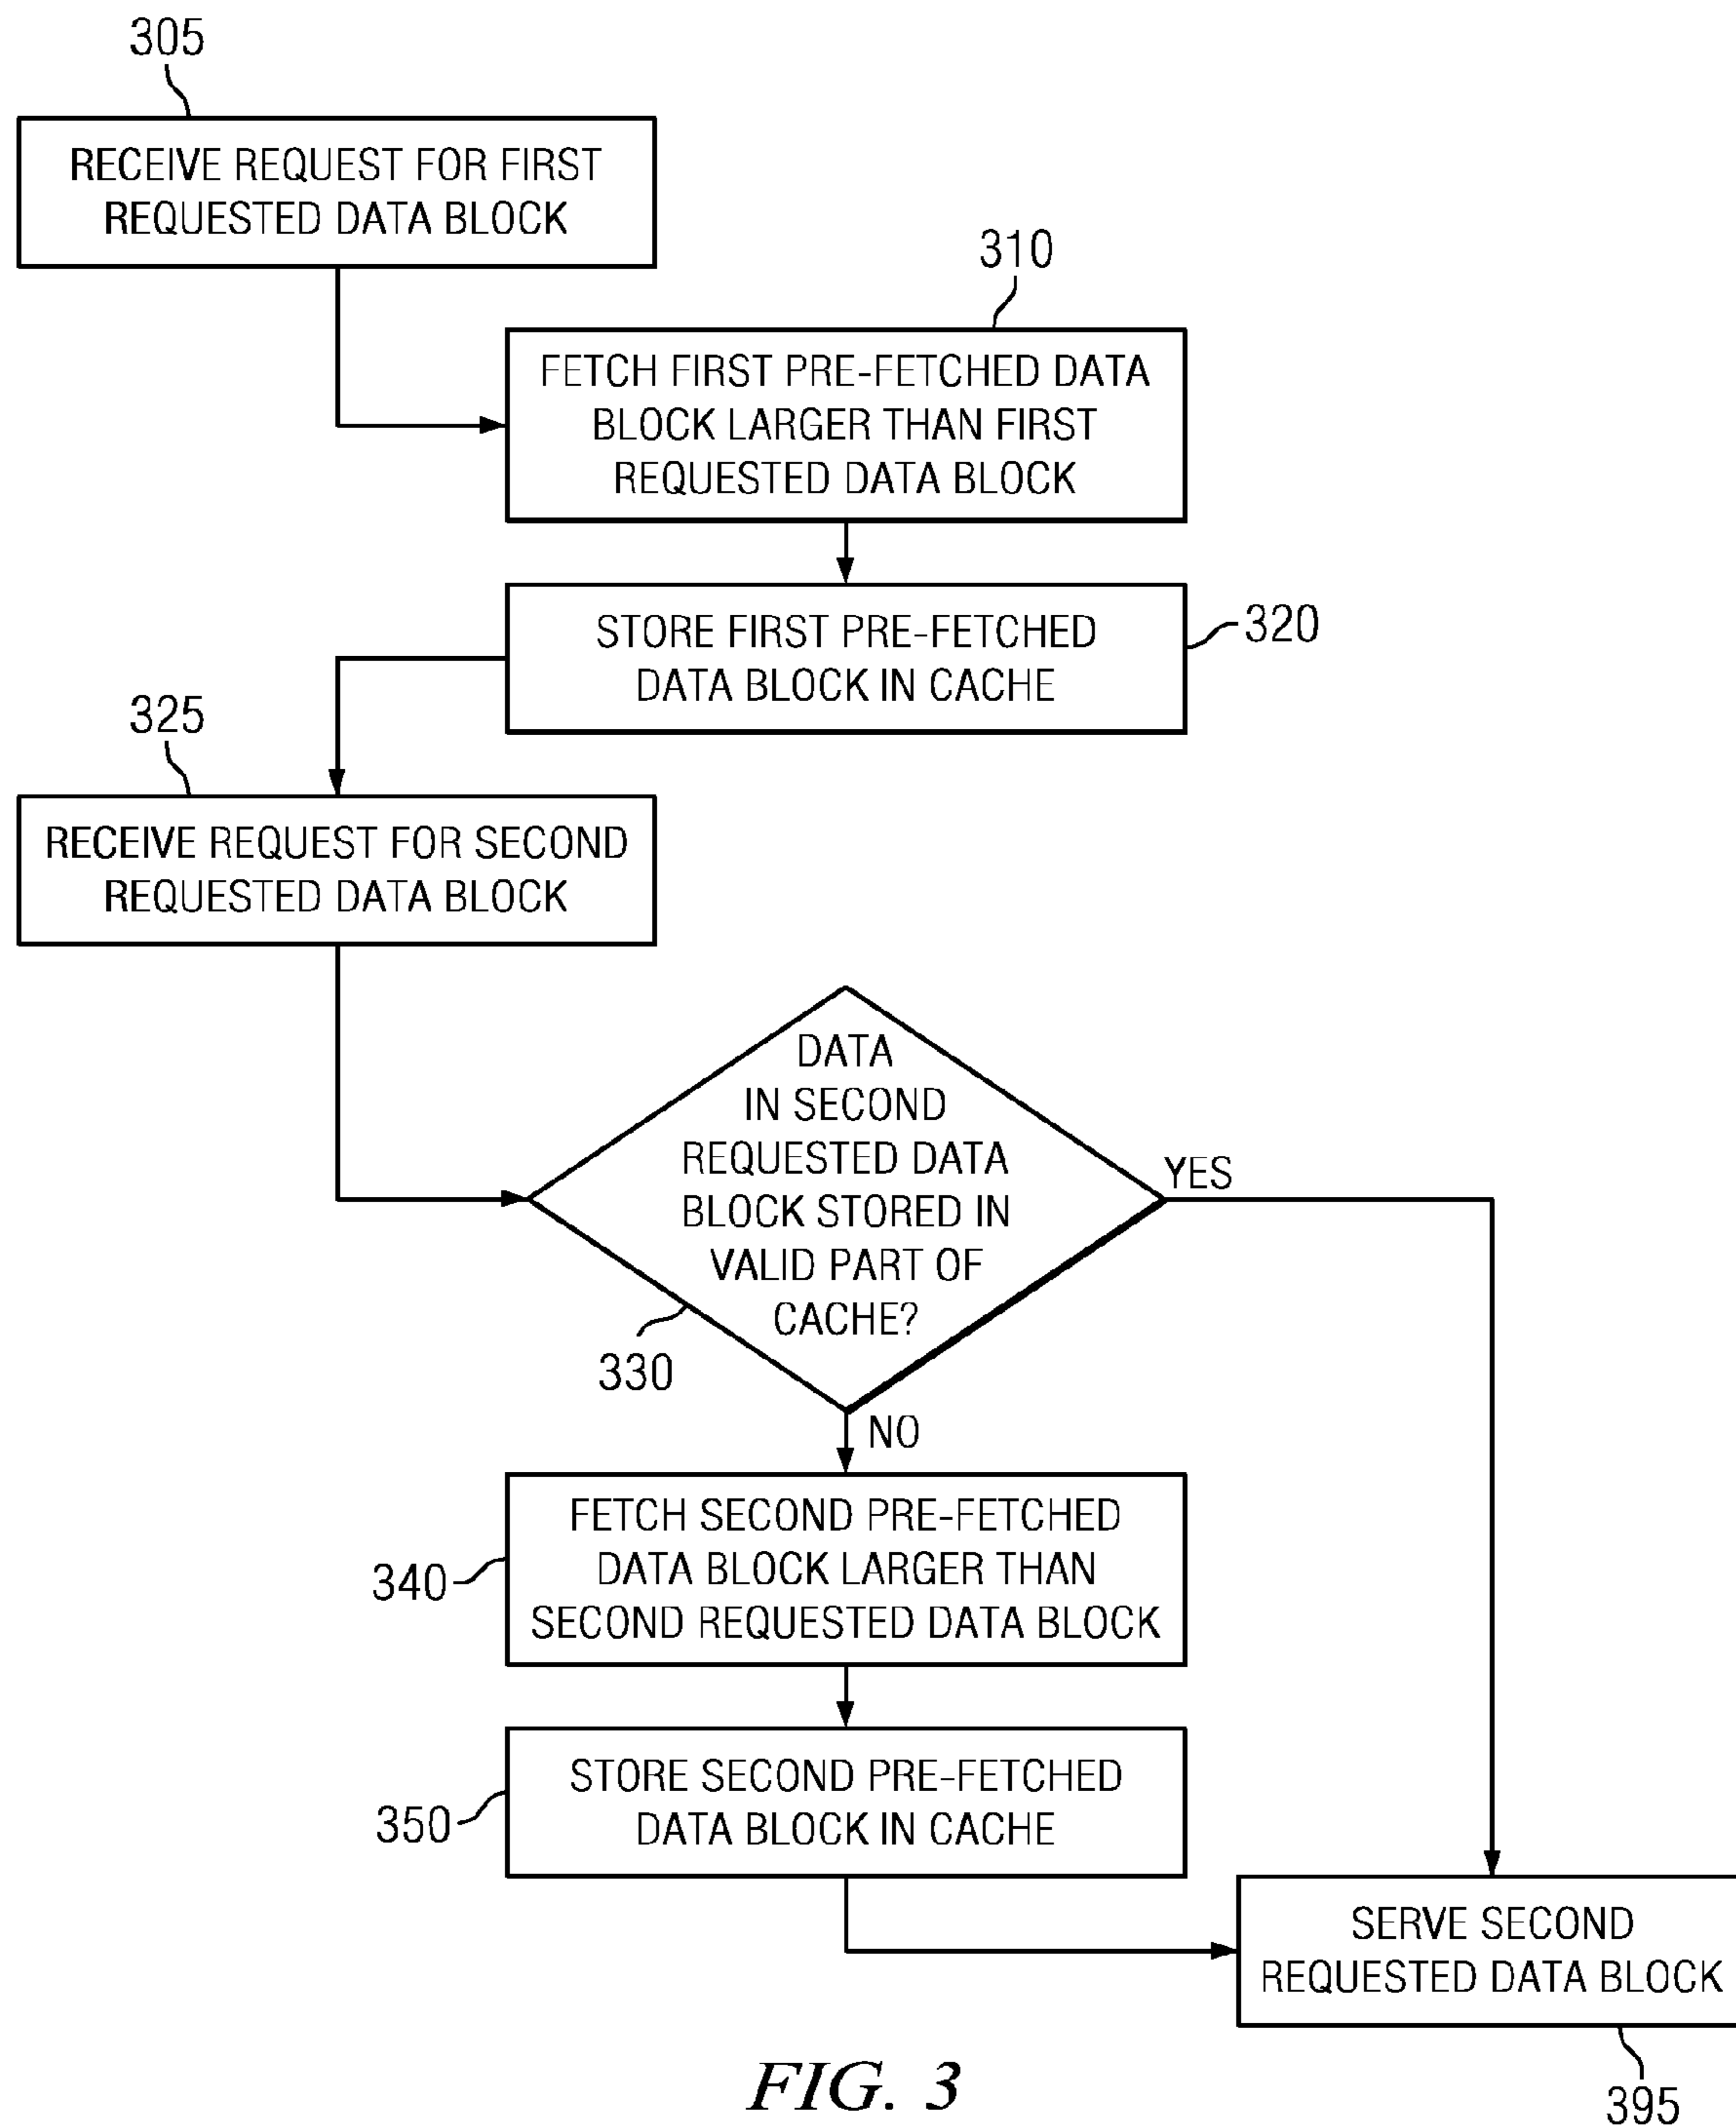 305
RECEIVE REQUEST FOR FIRST
REQUESTED DATA BLOCK
310
FETCH FIRST PRE-FETCHED DATA
BLOCK LARGER THAN FIRST
REQUESTED DATA BLOCK
STORE FIRST PRE-FETCHED
DATA BLOCK IN CACHE
320
325
RECEIVE REQUEST FOR SECOND
REQUESTED DATA BLOCK
DATA
IN SECOND
REQUESTED DATA
BLOCK STORED IN
VALID PART OF
CACHE?
YES
330
NO
FETCH SECOND PRE-FETCHED
DATA BLOCK LARGER THAN
SECOND REQUESTED DATA BLOCK
340
STORE SECOND PRE-FETCHED
DATA BLOCK IN CACHE
350
SERVE SECOND
REQUESTED DATA BLOCK
395
FIG. 3